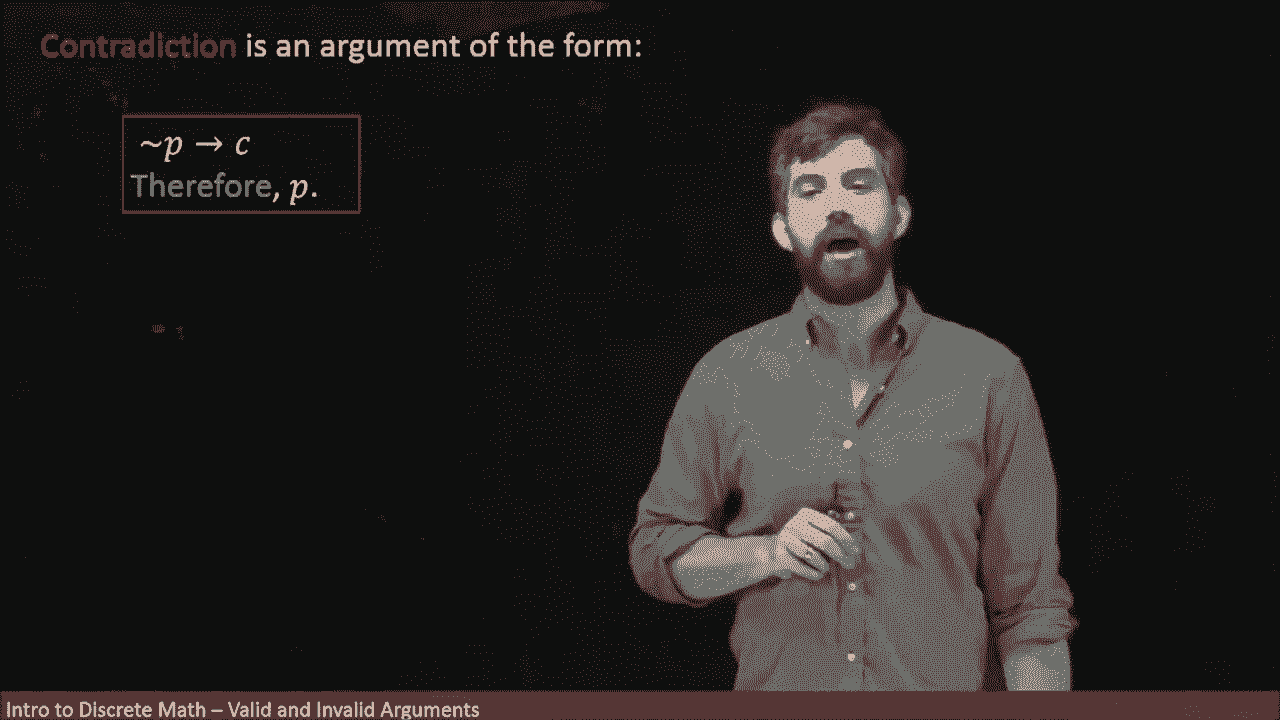 Contradiction is an argument of the form:
~p → c
Therefore, p.
Intro to Discrete Math – Valid and Invalid Arguments